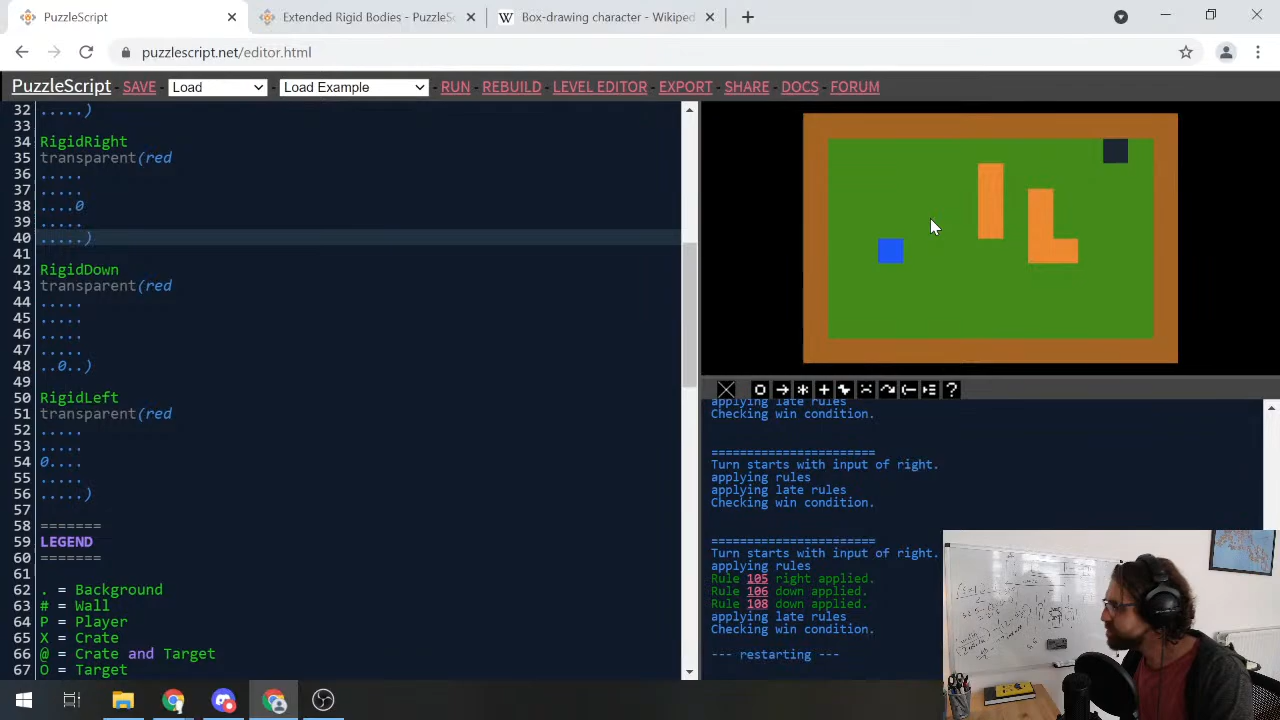 PuzzleScript
Extended Rigid Bodies - PuzzleSc
Box-drawing character - Wikiped
puzzlescript.net/editor.html
PuzzleScript - SAVE Load Load Example - RUN - REBUILD - LEVEL EDITOR - EXPORT - SHARE - DOCS - FORUM
32 .....)
33
34 RigidRight
35 transparent(red
36 .....
37 .....
38 ....0
39 .....
40 .....)
41
42 RigidDown
43 transparent(red
44 .....
45 .....
46 .....
47 .....
48 ..0..)
49
50 RigidLeft
51 transparent(red
52 .....
53 .....
54 0....
55 .....
56 .....)
57
58 =======
59 LEGEND
60 =======
61
62 . = Background
63 # = Wall
64 P = Player
65 X = Crate
66 @ = Crate and Target
67 O = Target
applying late rules
Checking win condition.
=======================
Turn starts with input of right.
applying rules
applying late rules
Checking win condition.
=======================
Turn starts with input of right.
applying rules
Rule 105 right applied.
Rule 106 down applied.
Rule 108 down applied.
applying late rules
Checking win condition.
--- restarting ---